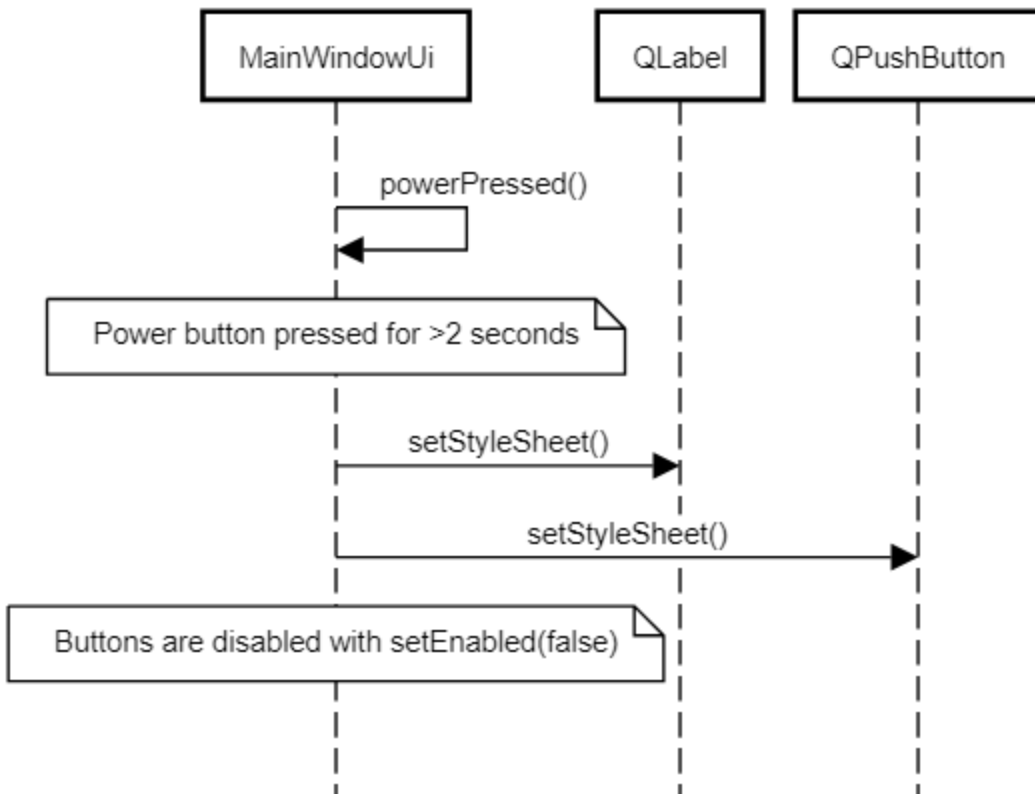 MainWindowUi
QLabel
QPushButton
powerPressed()
Power button pressed for >2 seconds
setStyleSheet()
setStyleSheet()
Buttons are disabled with setEnabled(false)